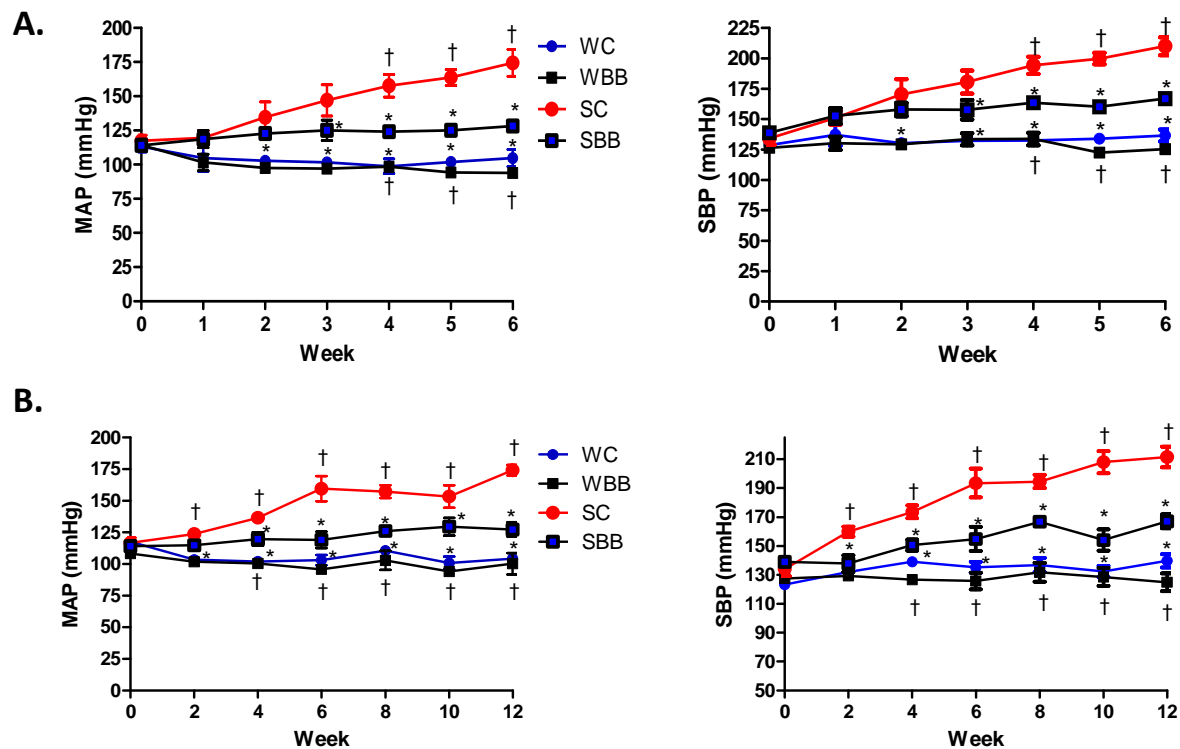 A.
MAP (mmHg)
200
175
150
125
100
75
50
25
0
0 1 2 3 4 5 6
Week
† † †
* * * * *
* * * * *
† † †
WC
WBB
SC
SBB
SBP (mmHg)
225
200
175
150
125
100
75
50
25
0
0 1 2 3 4 5 6
Week
† † †
* * * *
* * * * *
† † †
B.
MAP (mmHg)
200
175
150
125
100
75
50
25
0
0 2 4 6 8 10 12
Week
† † † † † †
* * * * *
* * * * * *
† † † † †
WC
WBB
SC
SBB
SBP (mmHg)
210
190
170
150
130
110
90
70
50
0 2 4 6 8 10 12
Week
† † † † † †
* * * * * *
* * * * *
† † † † †